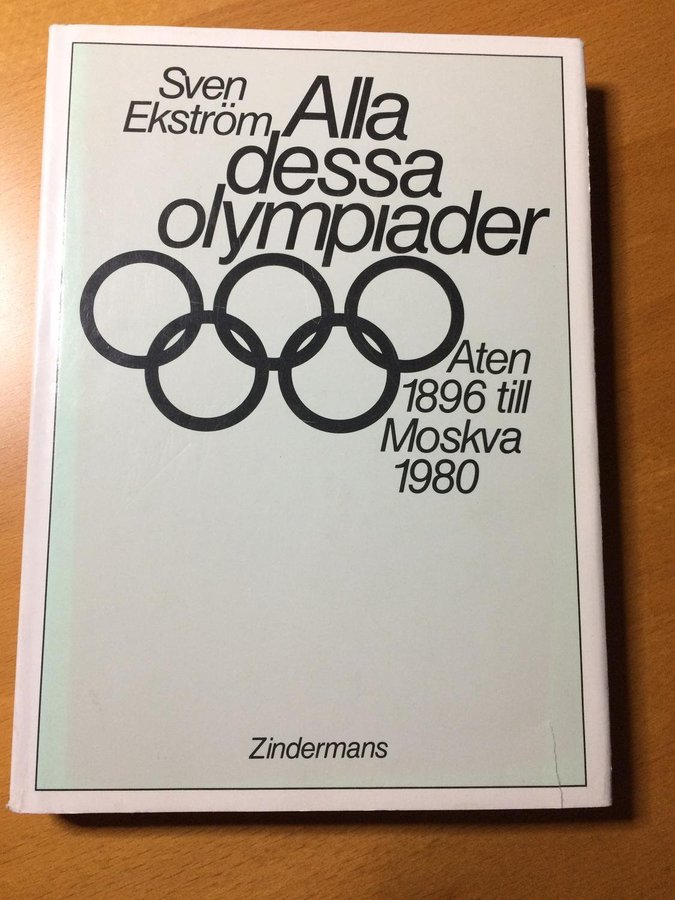 Sven
Ekström
Alla
dessa
olympiader
Aten
1896 till
Moskva
1980
Zindermans